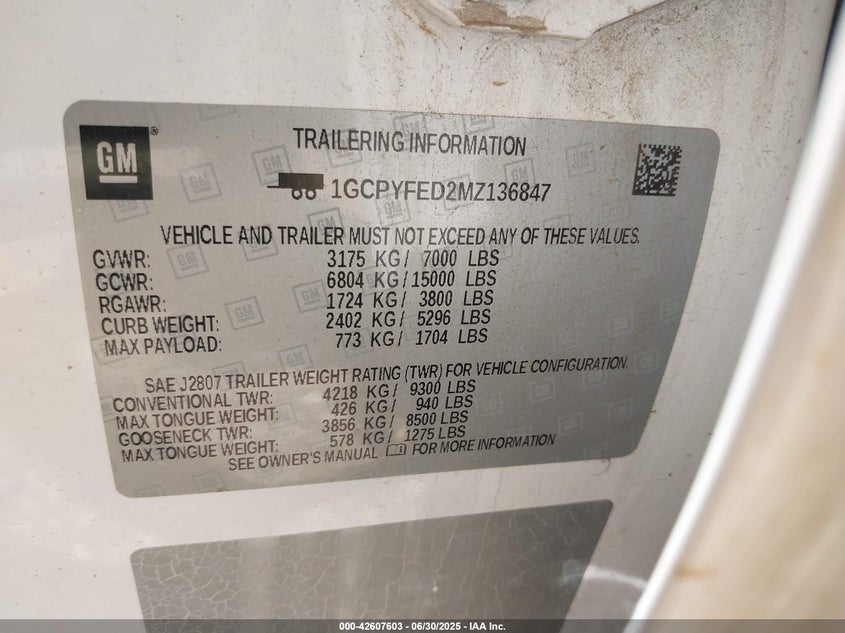 GM ®
TRAILERING INFORMATION
1GCPYFED2MZ136847
VEHICLE AND TRAILER MUST NOT EXCEED ANY OF THESE VALUES.
GVWR: 3175 KG / 7000 LBS
GCWR: 6804 KG / 15000 LBS
RGAWR: 1724 KG / 3800 LBS
CURB WEIGHT: 2402 KG / 5296 LBS
MAX PAYLOAD: 773 KG / 1704 LBS
SAE J2807 TRAILER WEIGHT RATING (TWR) FOR VEHICLE CONFIGURATION.
CONVENTIONAL TWR: 4218 KG / 9300 LBS
MAX TONGUE WEIGHT: 426 KG / 940 LBS
GOOSENECK TWR: 3856 KG / 8500 LBS
MAX TONGUE WEIGHT: 578 KG / 1275 LBS
SEE OWNER'S MANUAL FOR MORE INFORMATION
000-42607603 - 06/30/2025 - IAA Inc.